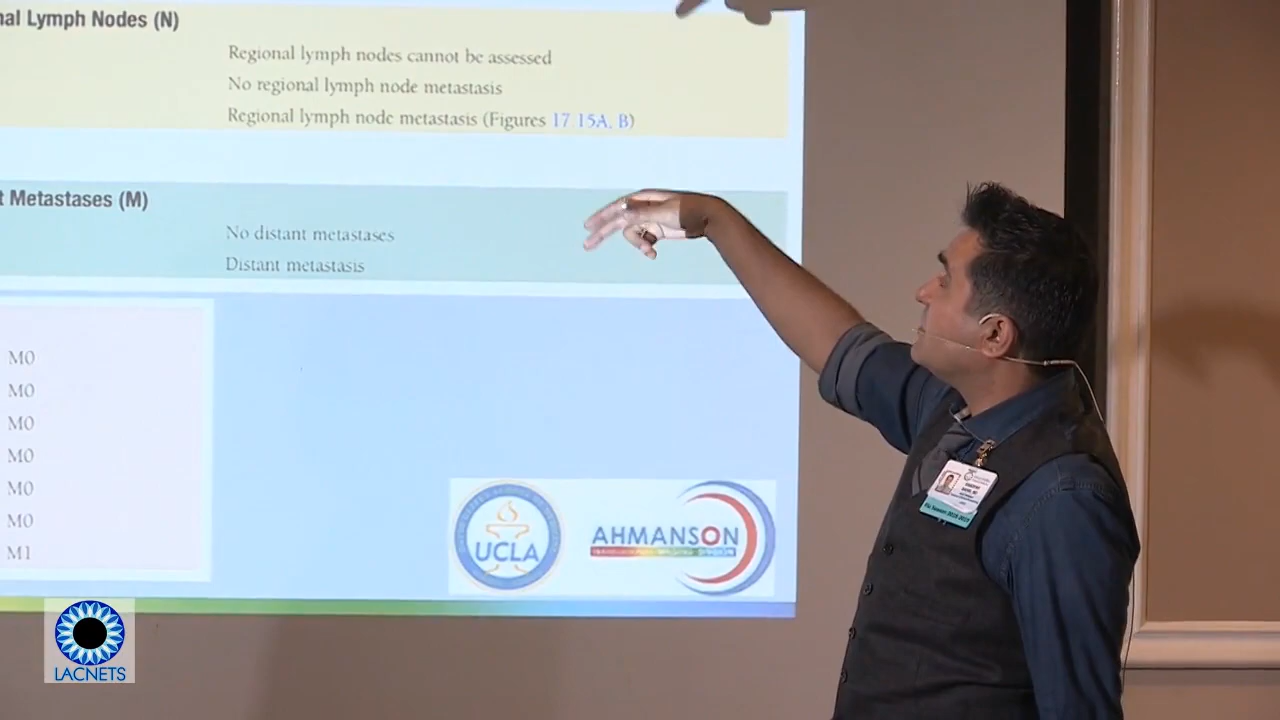 nal Lymph Nodes (N)
Regional lymph nodes cannot be assessed
No regional lymph node metastasis
Regional lymph node metastasis (Figures 17 15A, B)
t Metastases (M)
No distant metastases
Distant metastasis
M0
M0
M0
M0
M0
M0
M1
UCLA
AHMANSON
LACNETS